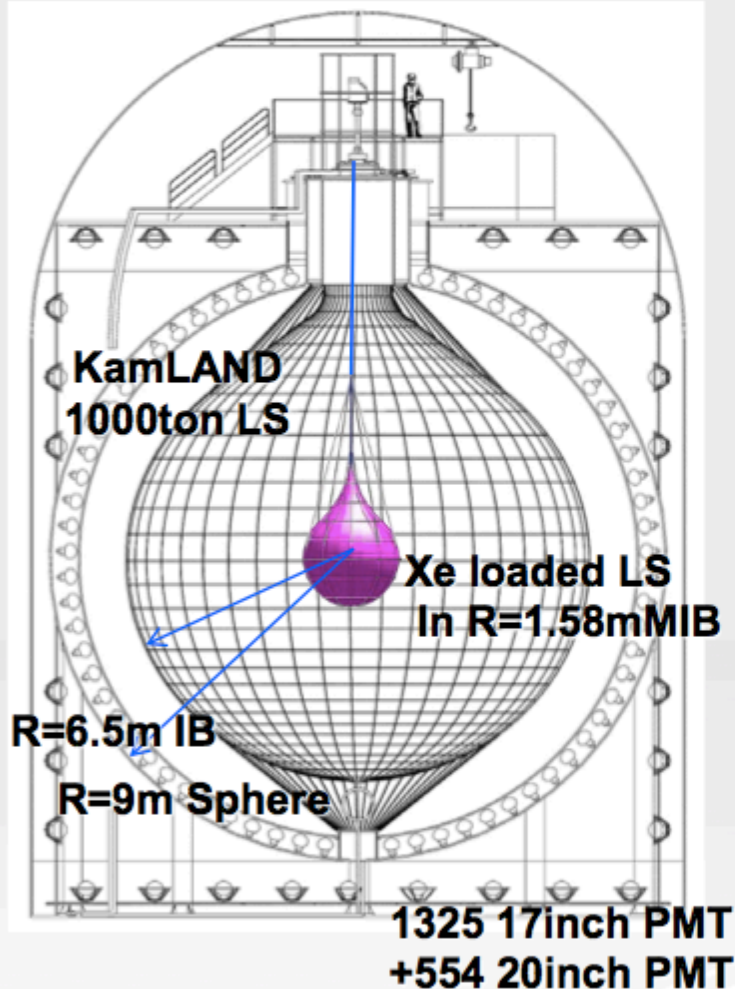 KamLAND
1000ton LS
Xe loaded LS
In R=1.58mMIB
R=6.5m IB
R=9m Sphere
1325 17inch PMT
+554 20inch PMT